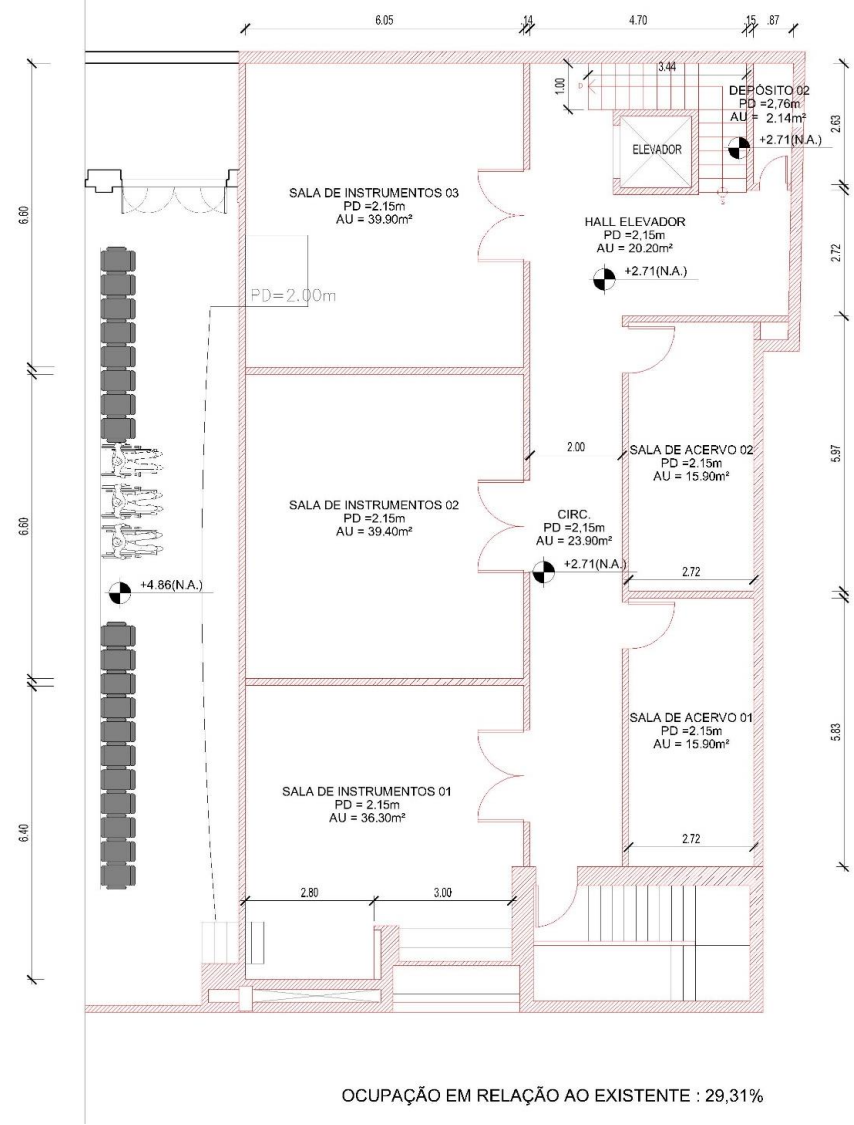 6.05
.14
4.70
.15
.87
3.44
1.00
DEPÓSITO 02
PD =2,76m
AU = 2.14m²
+2.71(N.A.)
2.63
ELEVADOR
SALA DE INSTRUMENTOS 03
PD =2.15m
AU = 39.90m²
6.60
HALL ELEVADOR
PD =2,15m
AU = 20.20m²
+2.71(N.A.)
2.72
PD=2.00m
2.00
SALA DE ACERVO 02
PD =2.15m
AU = 15.90m²
5.97
SALA DE INSTRUMENTOS 02
PD =2.15m
AU = 39.40m²
6.60
CIRC.
PD =2,15m
AU = 23.90m²
+2.71(N.A.)
2.72
+4.86(N.A.)
SALA DE ACERVO 01
PD =2.15m
AU = 15.90m²
5.83
SALA DE INSTRUMENTOS 01
PD = 2.15m
AU = 36.30m²
6.40
2.72
2.80
3.00
OCUPAÇÃO EM RELAÇÃO AO EXISTENTE : 29,31%